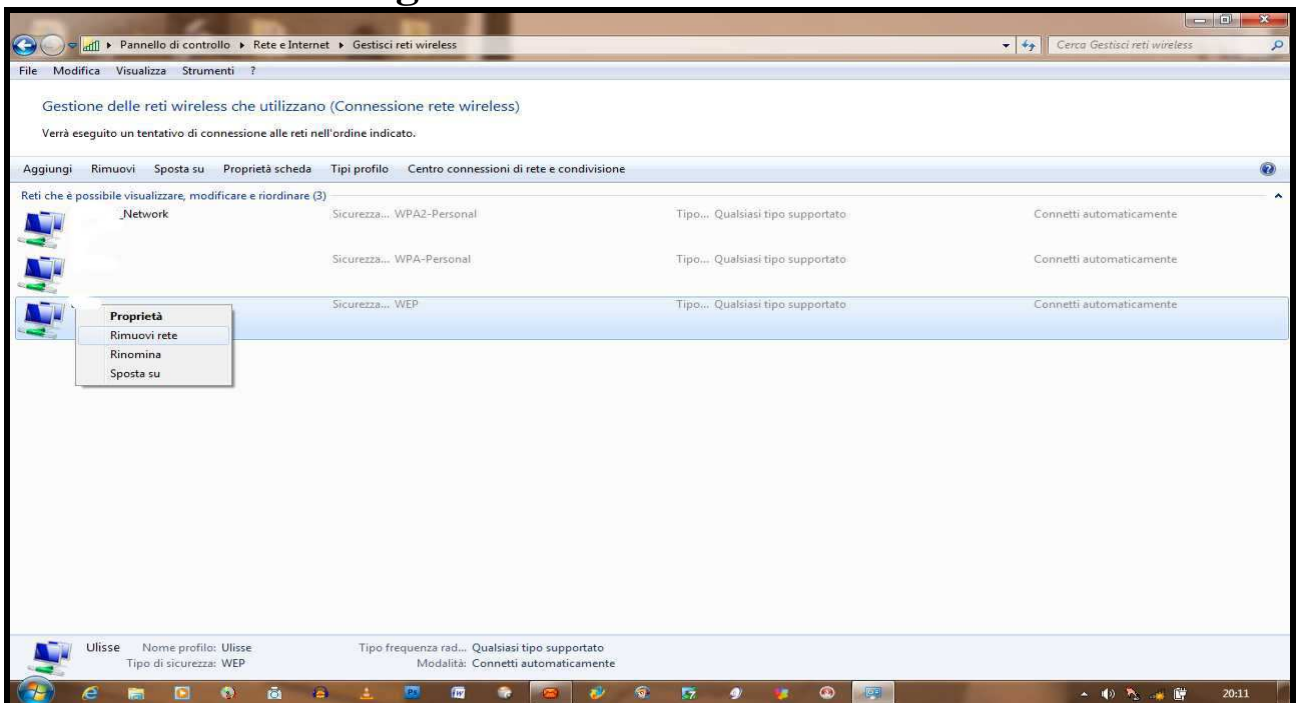 Pannello di controllo Rete e Internet Gestisci reti wireless
Cerca Gestisci reti wireless
File Modifica Visualizza Strumenti ?
Gestione delle reti wireless che utilizzano (Connessione rete wireless)
Verrà eseguito un tentativo di connessione alle reti nell'ordine indicato.
Aggiungi Rimuovi Sposta su Proprietà scheda Tipi profilo Centro connessioni di rete e condivisione
Reti che è possibile visualizzare, modificare e riordinare (3)
_Network Sicurezza... WPA2-Personal Tipo... Qualsiasi tipo supportato Connetti automaticamente
Sicurezza... WPA-Personal Tipo... Qualsiasi tipo supportato Connetti automaticamente
Sicurezza... WEP Tipo... Qualsiasi tipo supportato Connetti automaticamente
Proprietà
Rimuovi rete
Rinomina
Sposta su
Ulisse Nome profilo: Ulisse Tipo frequenza rad... Qualsiasi tipo supportato
Tipo di sicurezza: WEP Modalità: Connetti automaticamente
20:11